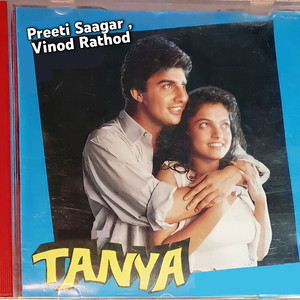 Preeti Saagar ,
Vinod Rathod
TANYA